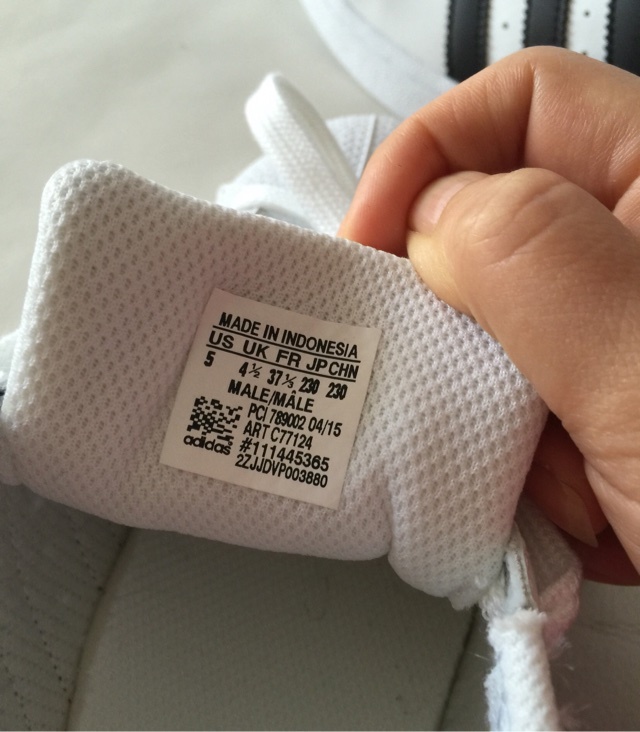 MADE IN INDONESIA
US UK FR JP CHN
5 4½ 37⅓ 230 230
MALE/MÂLE
PCI 789002 04/15
ART C77124
adidas #111445365
2ZJJDVP003880